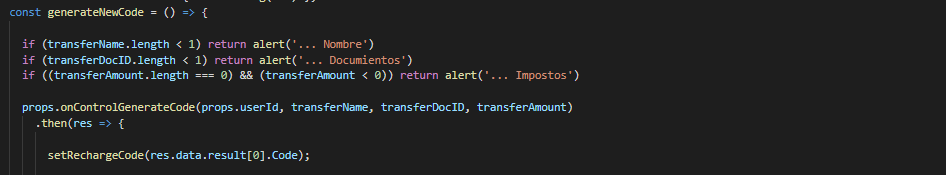 const generateNewCode = () => {
if (transferName.length < 1) return alert('... Nombre')
if (transferDocID.length < 1) return alert('... Documientos')
if ((transferAmount.length === 0) && (transferAmount < 0)) return alert('... Impostos')
props.onControlGenerateCode(props.userId, transferName, transferDocID, transferAmount)
.then(res => {
setRechargeCode(res.data.result[0].Code);